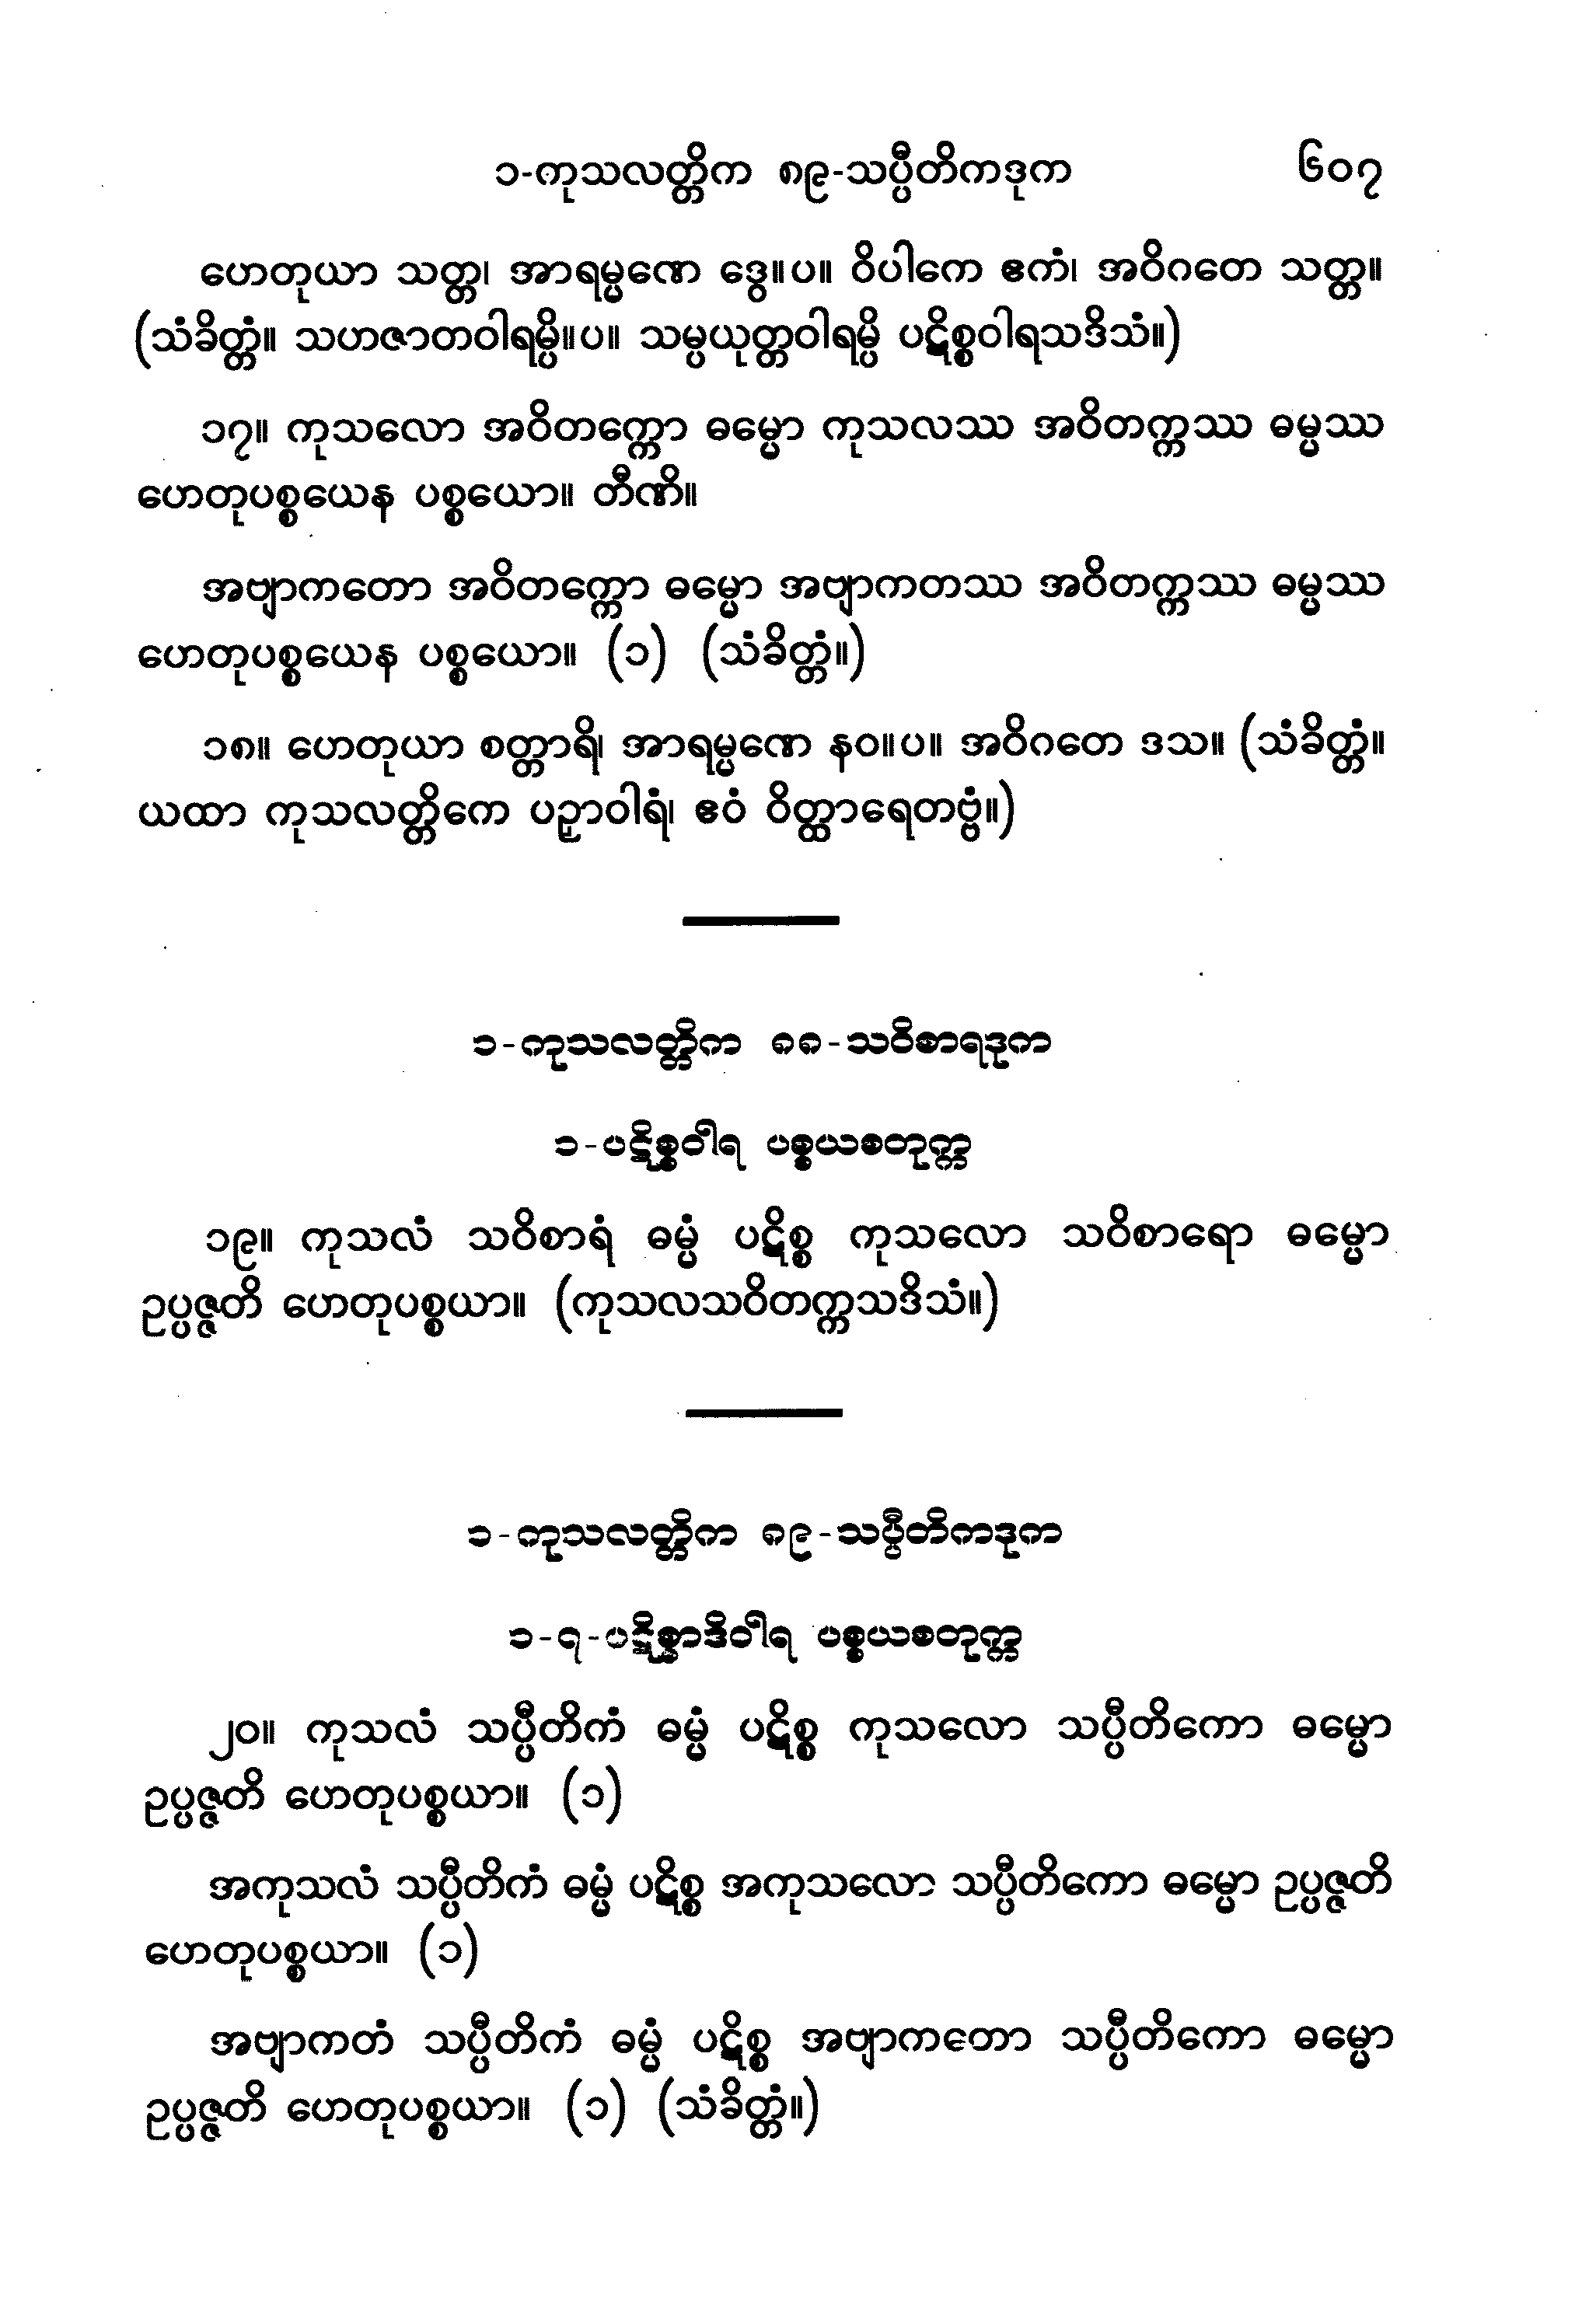 ၁-ကုသလတ္တိက ၈၉-သပ္ပီတိကဒုက ၆၀၇
ဟေတုယာ သတ္တ၊ အာရမ္မဏေ ဒွေ။ပ။ ဝိပါကေ ဧကံ၊ အဝိဂတေ သတ္တ။
(သံခိတ္တံ။ သဟဇာတဝါရမ္ပိ။ပ။ သမ္ပယုတ္တဝါရမ္ပိ ပဋိစ္စဝါရသဒိသံ။)
၁၇။ ကုသလော အဝိတက္ကော ဓမ္မော ကုသလဿ အဝိတက္ကဿ ဓမ္မဿ
ဟေတုပစ္စယေန ပစ္စယော။ တီဏိ။
အဗျာကတော အဝိတက္ကော ဓမ္မော အဗျာကတဿ အဝိတက္ကဿ ဓမ္မဿ
ဟေတုပစ္စယေန ပစ္စယော။ (၁) (သံခိတ္တံ။)
၁၈။ ဟေတုယာ စတ္တာရိ၊ အာရမ္မဏေ နဝ။ပ။ အဝိဂတေ ဒသ။ (သံခိတ္တံ။
ယထာ ကုသလတ္တိကေ ပဉှာဝါရံ၊ ဧဝံ ဝိတ္ထာရေတဗ္ဗံ။)
၁-ကုသလတ္တိက ၈၈-သဝိစာရဒုက
၁-ပဋိစ္စဝါရ ပစ္စယစတုက္က
၁၉။ ကုသလံ သဝိစာရံ ဓမ္မံ ပဋိစ္စ ကုသလော သဝိစာရော ဓမ္မော
ဥပ္ပဇ္ဇတိ ဟေတုပစ္စယာ။ (ကုသလသဝိတက္ကသဒိသံ။)
၁-ကုသလတ္တိက ၈၉-သပ္ပီတိကဒုက
၁-၇-ပဋိစ္စာဒိဝါရ ပစ္စယစတုက္က
၂၀။ ကုသလံ သပ္ပီတိကံ ဓမ္မံ ပဋိစ္စ ကုသလော သပ္ပီတိကော ဓမ္မော
ဥပ္ပဇ္ဇတိ ဟေတုပစ္စယာ။ (၁)
အကုသလံ သပ္ပီတိကံ ဓမ္မံ ပဋိစ္စ အကုသလော သပ္ပီတိကော ဓမ္မော ဥပ္ပဇ္ဇတိ
ဟေတုပစ္စယာ။ (၁)
အဗျာကတံ သပ္ပီတိကံ ဓမ္မံ ပဋိစ္စ အဗျာကတော သပ္ပီတိကော ဓမ္မော
ဥပ္ပဇ္ဇတိ ဟေတုပစ္စယာ။ (၁) (သံခိတ္တံ။)